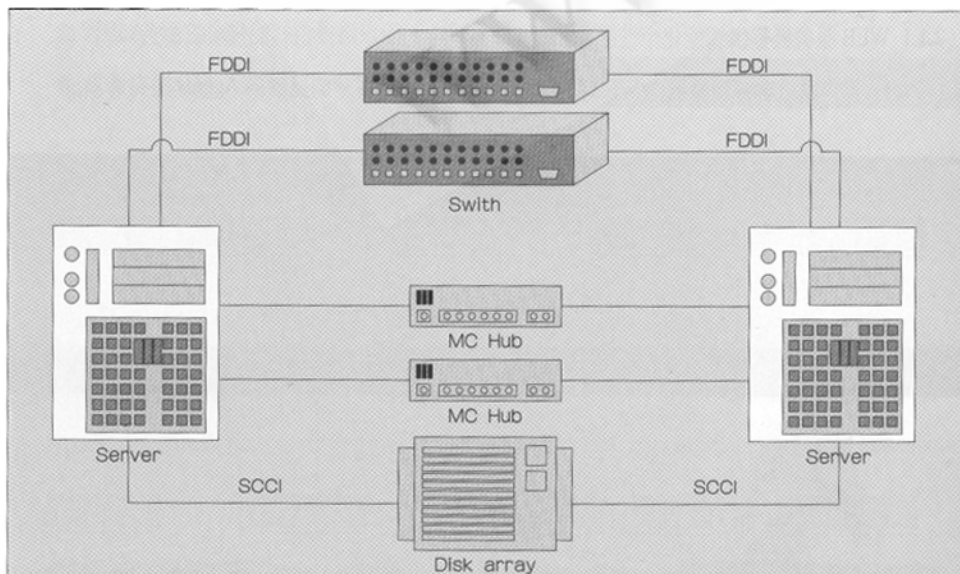 FDDI
FDDI
FDDI
FDDI
Swith
MC Hub
MC Hub
Server
Server
SCCI
SCCI
Disk array